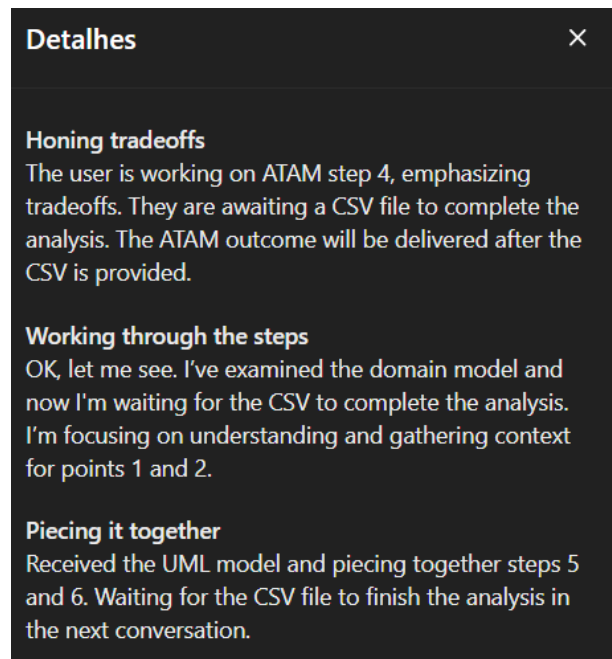 Detalhes
Honing tradeoffs
The user is working on ATAM step 4, emphasizing
tradeoffs. They are awaiting a CSV file to complete the
analysis. The ATAM outcome will be delivered after the
CSV is provided.
Working through the steps
OK, let me see. I’ve examined the domain model and
now I'm waiting for the CSV to complete the analysis.
I’m focusing on understanding and gathering context
for points 1 and 2.
Piecing it together
Received the UML model and piecing together steps 5
and 6. Waiting for the CSV file to finish the analysis in
the next conversation.